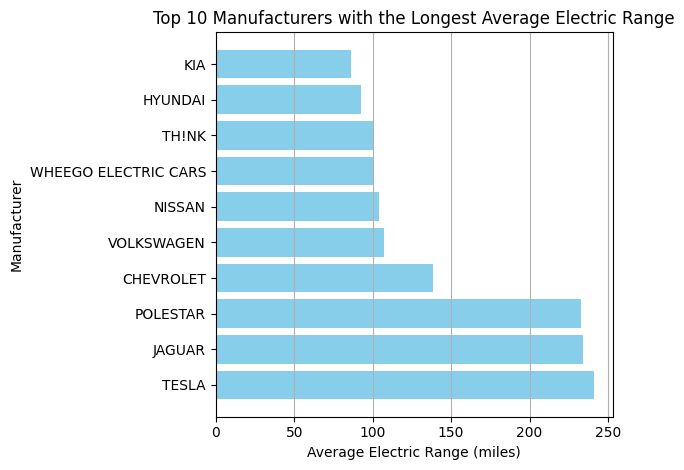 Top 10 Manufacturers with the Longest Average Electric Range
KIA
HYUNDAI
TH!NK
WHEEGO ELECTRIC CARS
NISSAN
VOLKSWAGEN
CHEVROLET
POLESTAR
JAGUAR
TESLA
Manufacturer
0 50 100 150 200 250
Average Electric Range (miles)